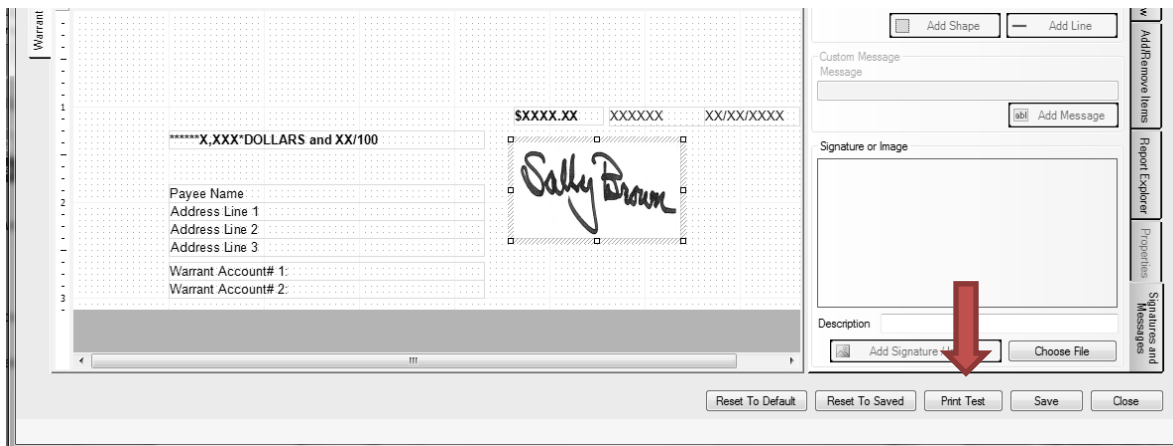 Warrant
1
2
3
$XXXX.XX XXXXXX XX/XX/XXXX
******X,XXX*DOLLARS and XX/100
Sally Brown
Payee Name
Address Line 1
Address Line 2
Address Line 3
Warrant Account# 1:
Warrant Account# 2:
Add Shape
Add Line
Custom Message
Message
abl Add Message
Signature or Image
Description
Add Signature /
Choose File
w
Add/Remove Items
Report Explorer
Properties
Signatures and
Messages
Reset To Default
Reset To Saved
Print Test
Save
Close